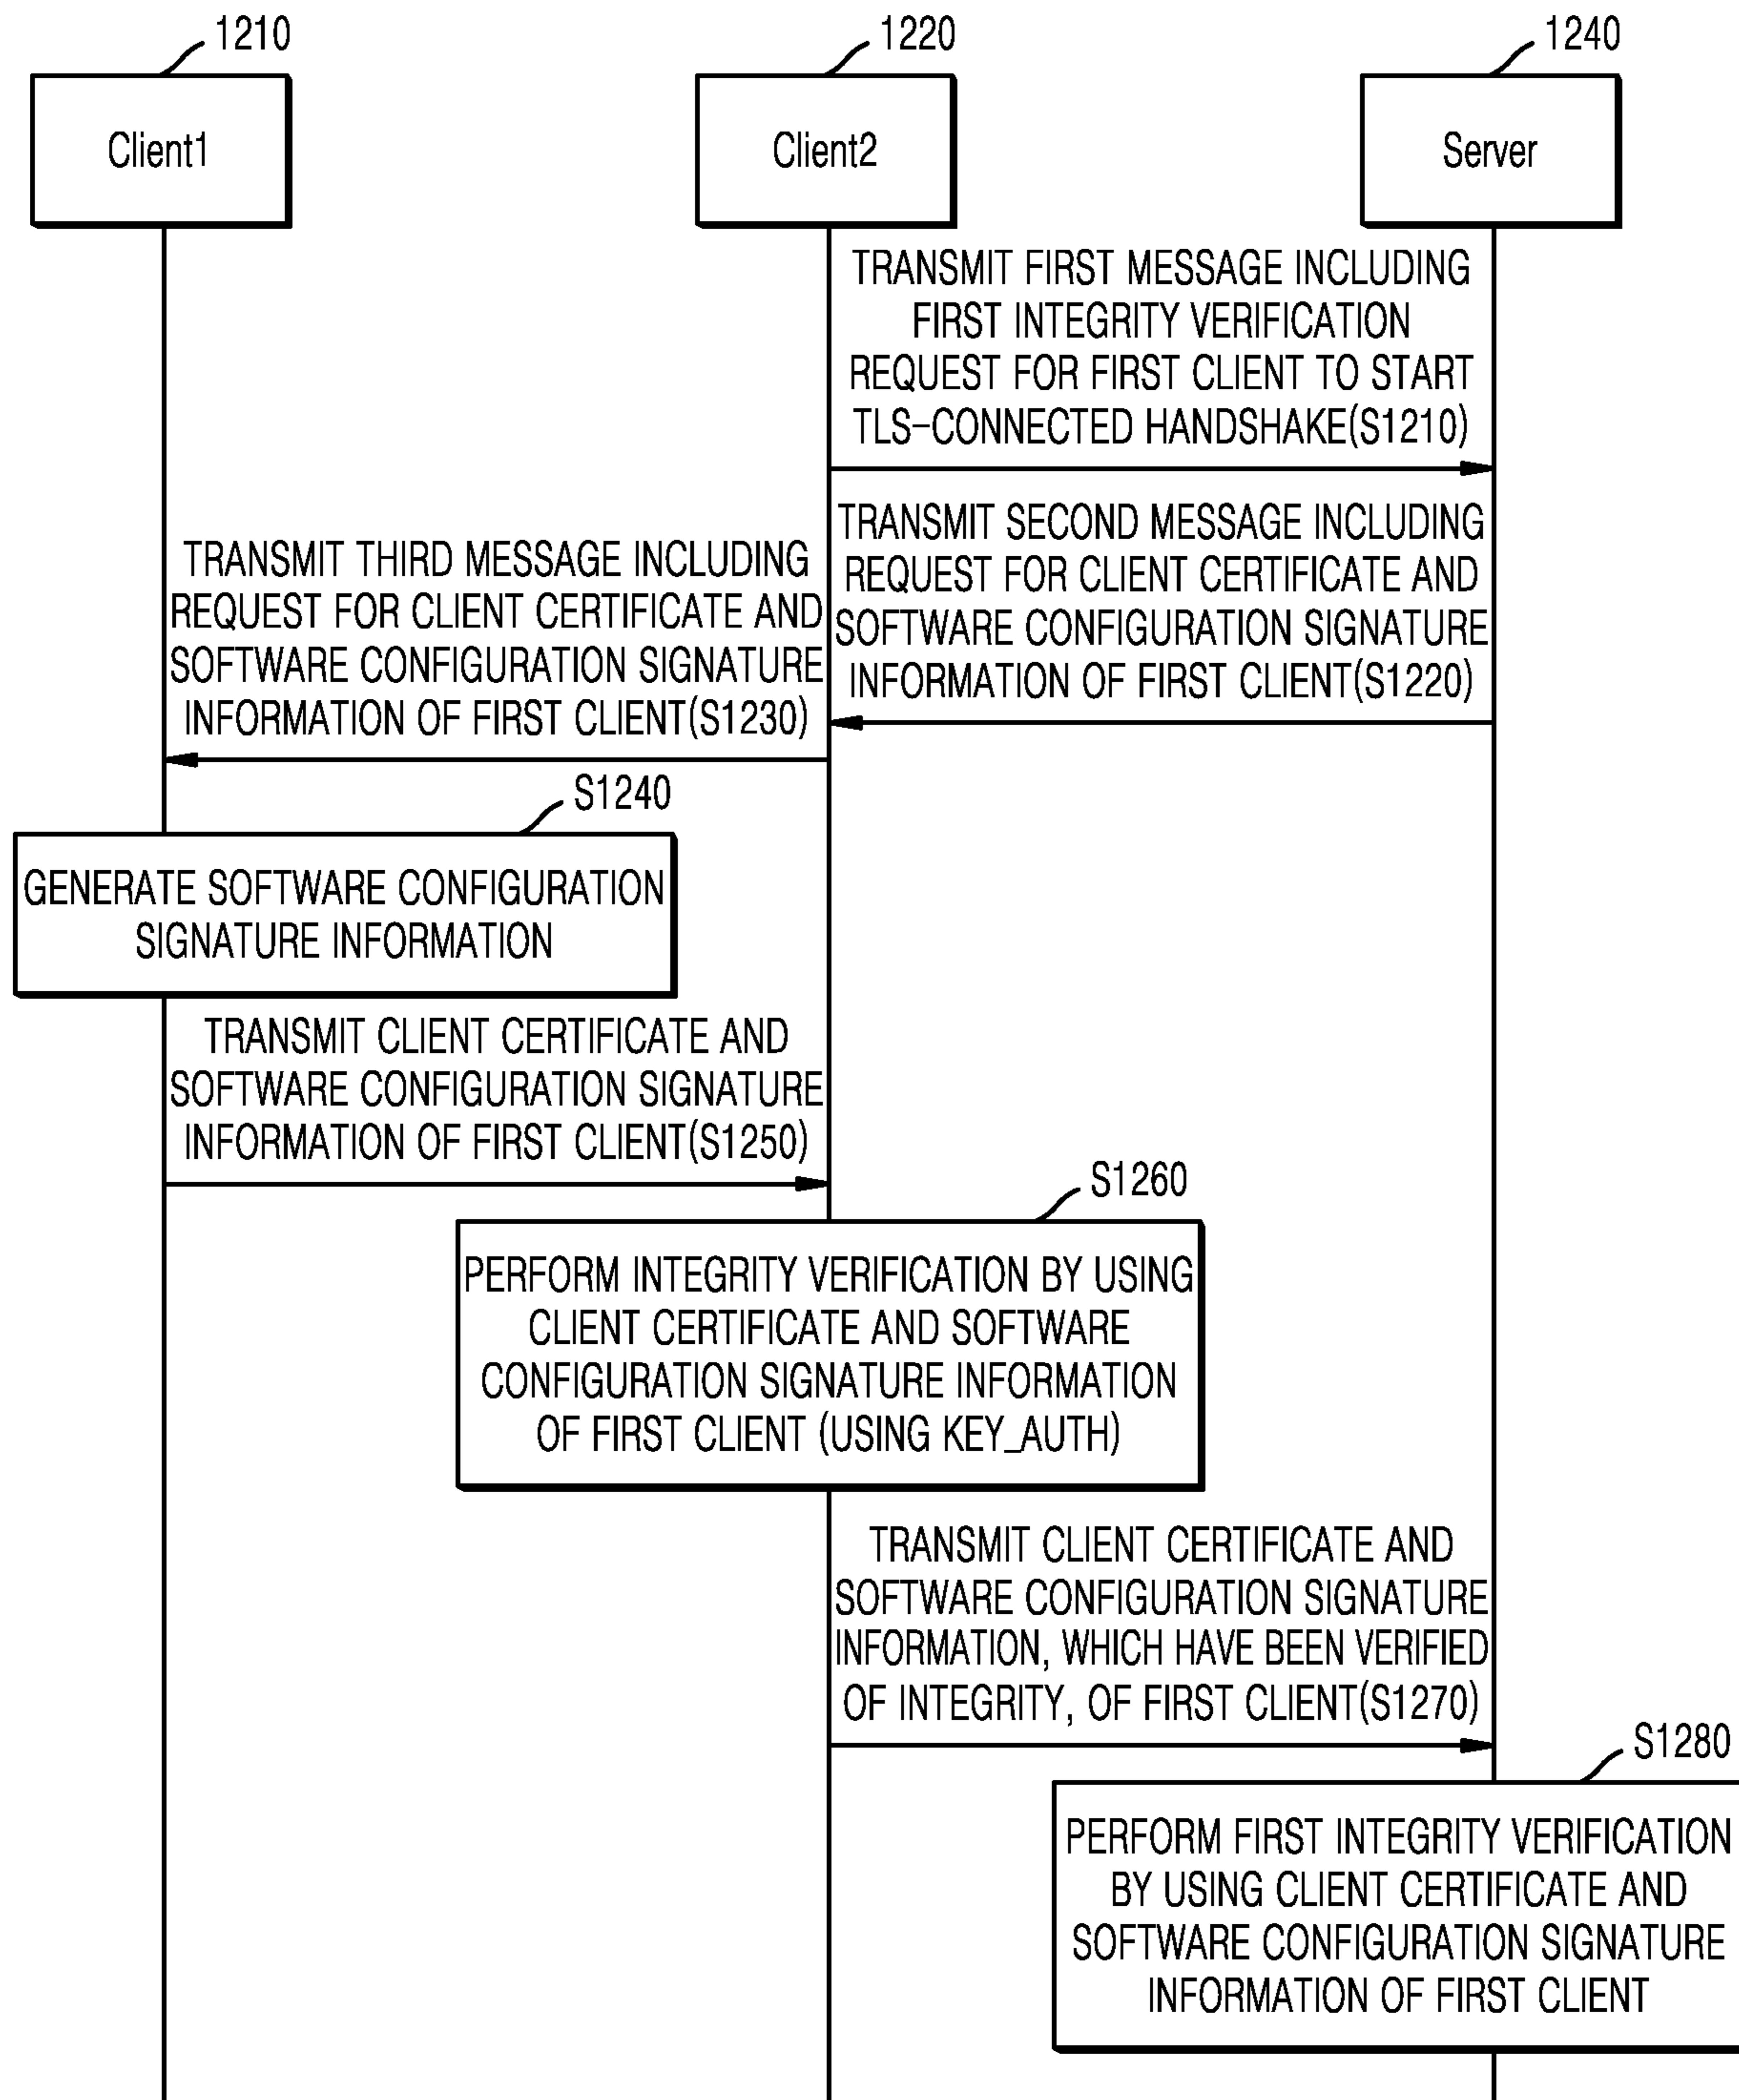 1210
1220
1240
Client1
Client2
Server
TRANSMIT FIRST MESSAGE INCLUDING
FIRST INTEGRITY VERIFICATION
REQUEST FOR FIRST CLIENT TO START
TLS-CONNECTED HANDSHAKE(S1210)
TRANSMIT SECOND MESSAGE INCLUDING
REQUEST FOR CLIENT CERTIFICATE AND
SOFTWARE CONFIGURATION SIGNATURE
INFORMATION OF FIRST CLIENT(S1220)
TRANSMIT THIRD MESSAGE INCLUDING
REQUEST FOR CLIENT CERTIFICATE AND
SOFTWARE CONFIGURATION SIGNATURE
INFORMATION OF FIRST CLIENT(S1230)
S1240
GENERATE SOFTWARE CONFIGURATION
SIGNATURE INFORMATION
TRANSMIT CLIENT CERTIFICATE AND
SOFTWARE CONFIGURATION SIGNATURE
INFORMATION OF FIRST CLIENT(S1250)
S1260
PERFORM INTEGRITY VERIFICATION BY USING
CLIENT CERTIFICATE AND SOFTWARE
CONFIGURATION SIGNATURE INFORMATION
OF FIRST CLIENT (USING KEY_AUTH)
TRANSMIT CLIENT CERTIFICATE AND
SOFTWARE CONFIGURATION SIGNATURE
INFORMATION, WHICH HAVE BEEN VERIFIED
OF INTEGRITY, OF FIRST CLIENT(S1270)
S1280
PERFORM FIRST INTEGRITY VERIFICATION
BY USING CLIENT CERTIFICATE AND
SOFTWARE CONFIGURATION SIGNATURE
INFORMATION OF FIRST CLIENT